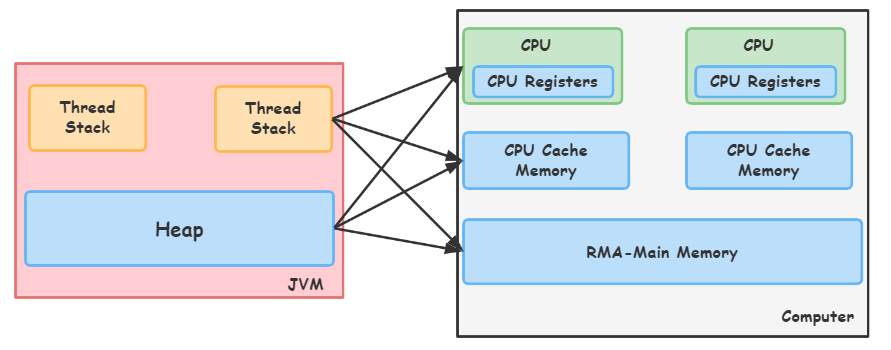 Thread
Stack
Thread
Stack
Heap
JVM
CPU
CPU Registers
CPU
CPU Registers
CPU Cache
Memory
CPU Cache
Memory
RMA-Main Memory
Computer